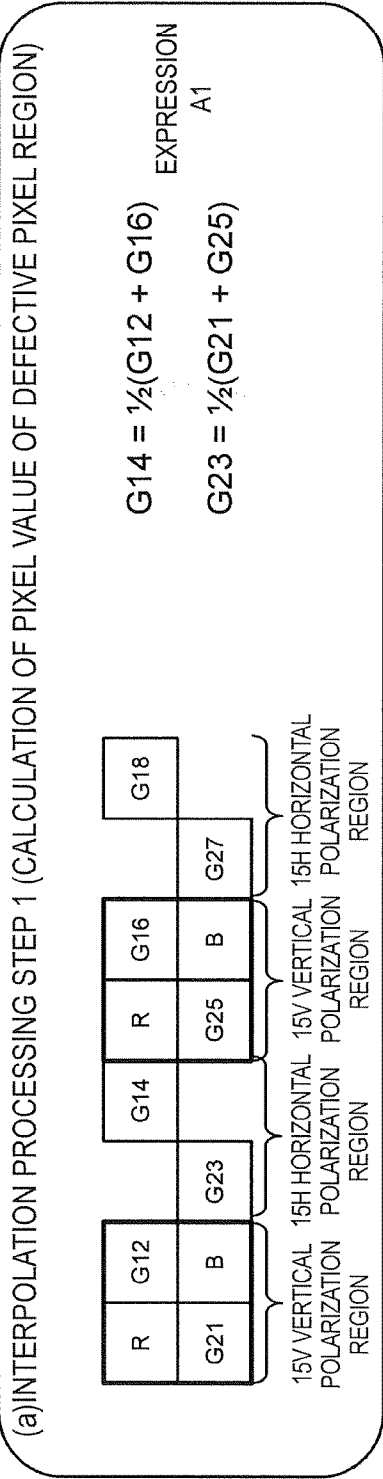 (a)INTERPOLATION PROCESSING STEP 1 (CALCULATION OF PIXEL VALUE OF DEFECTIVE PIXEL REGION)
R G12 G14 R G16 G18
G21 B G23 G25 B G27
15V VERTICAL
POLARIZATION
REGION
15H HORIZONTAL
POLARIZATION
REGION
15V VERTICAL
POLARIZATION
REGION
15H HORIZONTAL
POLARIZATION
REGION
G14 = ½(G12 + G16)
G23 = ½(G21 + G25)
EXPRESSION
A1